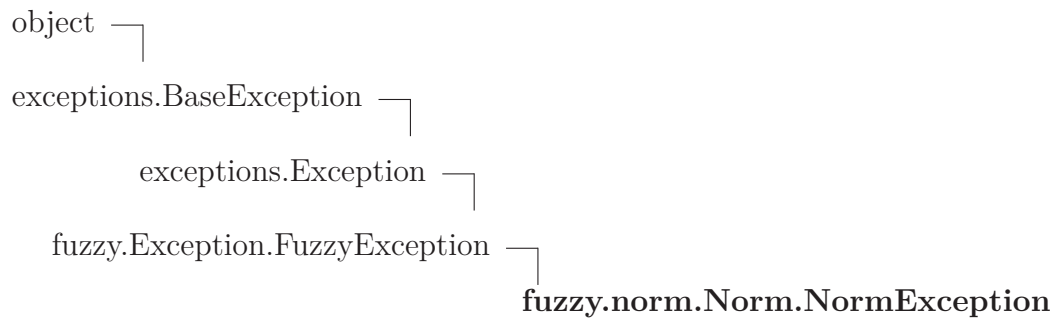 object
exceptions.BaseException
exceptions.Exception
fuzzy.Exception.FuzzyException
fuzzy.norm.Norm.NormException